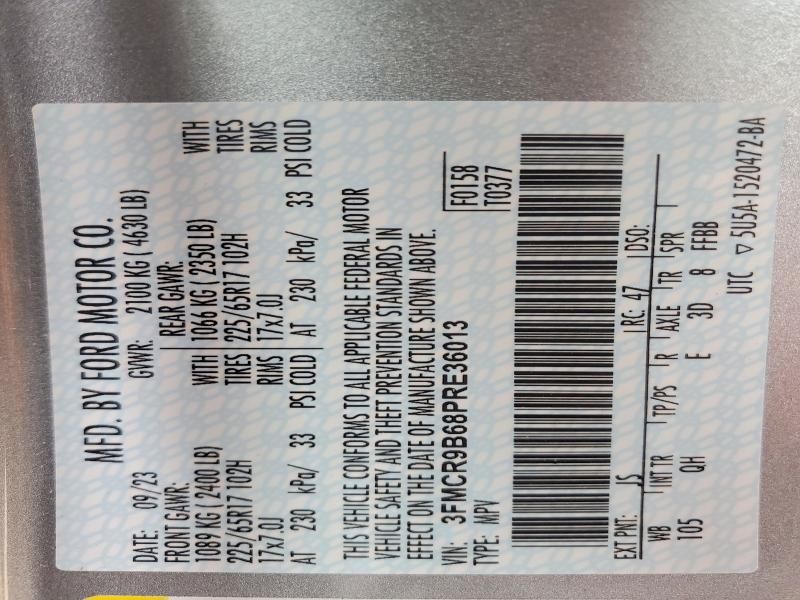 MFD. BY FORD MOTOR CO.
DATE: 09/23 GVWR: 2100 KG ( 4630 LB)
FRONT GAWR: REAR GAWR:
1089 KG ( 2400 LB) WITH 1066 KG ( 2350 LB) WITH
225/65R17 102H TIRES 225/65R17 102H TIRES
17x7.0J RIMS 17x7.0J RIMS
AT 230 kPa/ 33 PSI COLD AT 230 kPa/ 33 PSI COLD
THIS VEHICLE CONFORMS TO ALL APPLICABLE FEDERAL MOTOR
VEHICLE SAFETY AND THEFT PREVENTION STANDARDS IN
EFFECT ON THE DATE OF MANUFACTURE SHOWN ABOVE.
VIN: 3FMCR9B68PRE36013 F0158
TYPE: MPV T0377
EXT PNT: JS RC: 47 DSO:
WB INT TR TP/PS R AXLE TR SPR
105 QH E 3D 8 FFBB
UTC ▽ 5U5A-1520472-BA